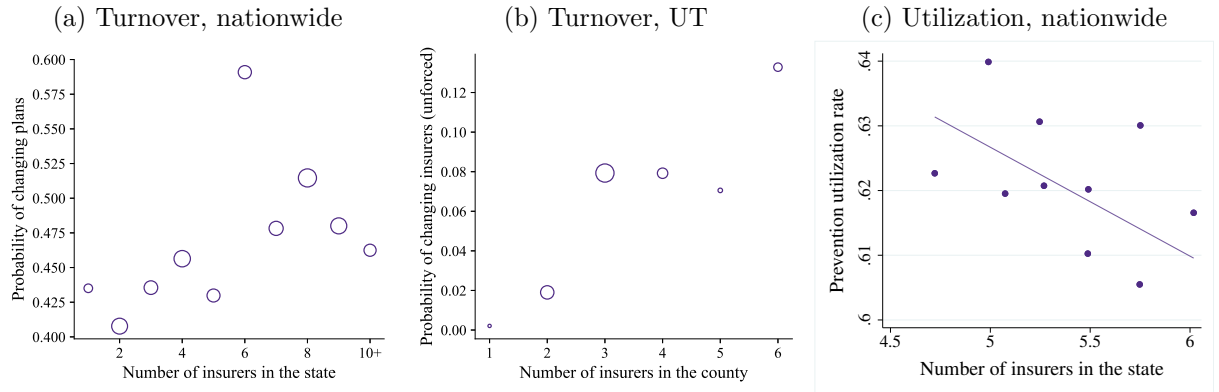 (a) Turnover, nationwide
Probability of changing plans
0.600
0.575
0.550
0.525
0.500
0.475
0.450
0.425
0.400
2 4 6 8 10+
Number of insurers in the state
(b) Turnover, UT
Probability of changing insurers (unforced)
0.12
0.10
0.08
0.06
0.04
0.02
0.00
1 2 3 4 5 6
Number of insurers in the county
(c) Utilization, nationwide
Prevention utilization rate
.64
.63
.62
.61
.6
4.5 5 5.5 6
Number of insurers in the state